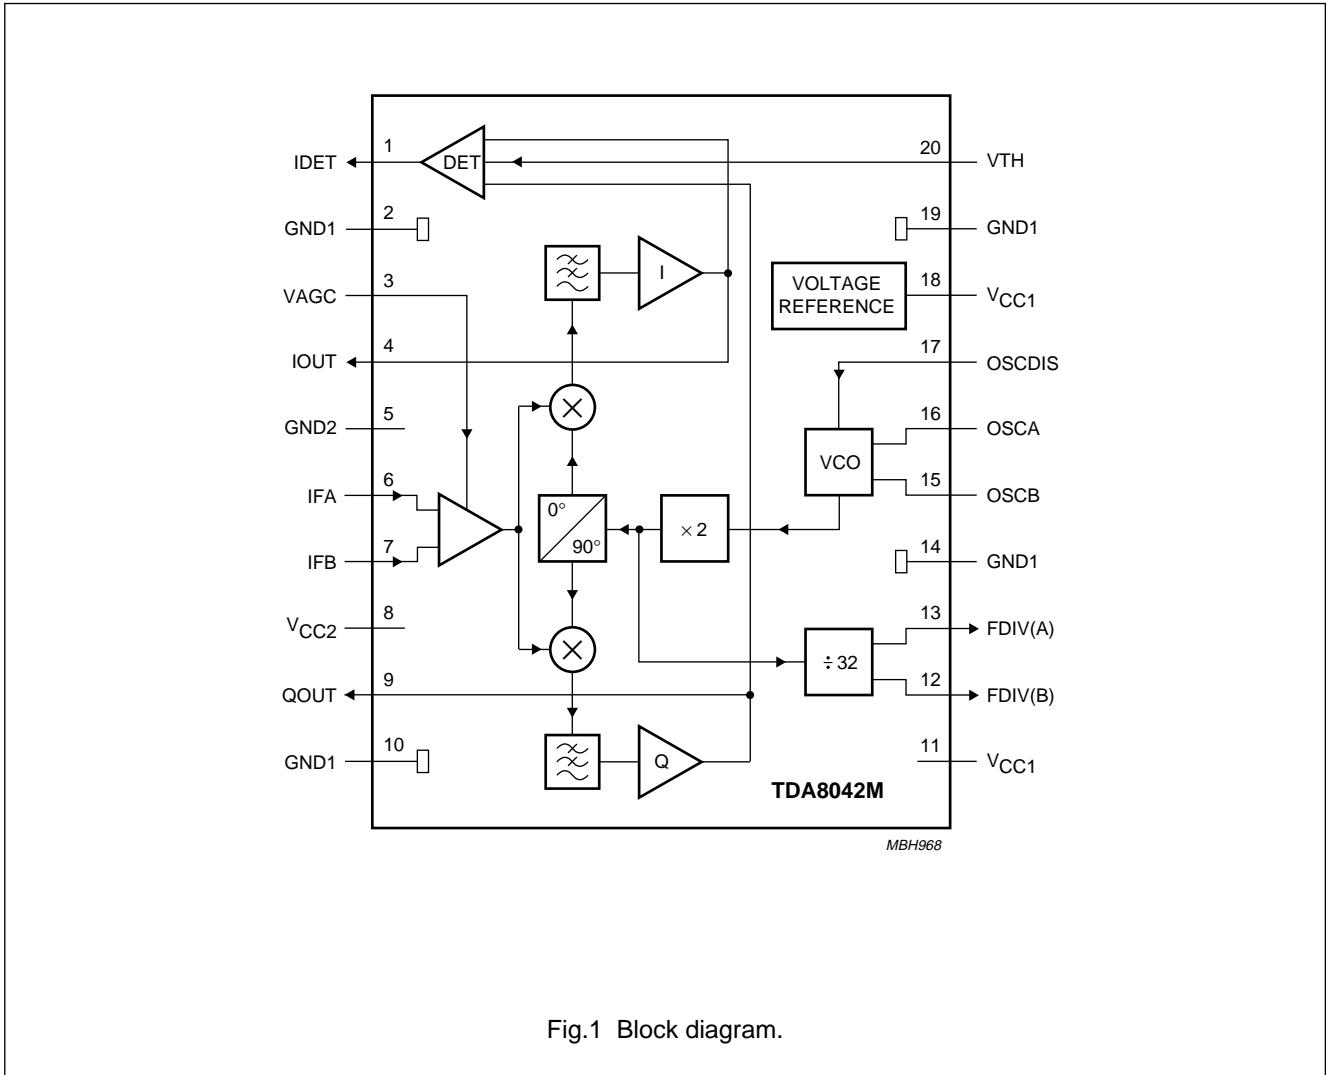 1
IDET
DET
20
VTH
2
GND1
19
GND1
3
VAGC
I
VOLTAGE
REFERENCE
18
VCC1
4
IOUT
17
OSCDIS
5
GND2
16
OSCA
VCO
15
OSCB
6
IFA
0°
90°
× 2
7
IFB
14
GND1
8
VCC2
13
FDIV(A)
÷ 32
12
FDIV(B)
9
QOUT
10
GND1
Q
11
VCC1
TDA8042M
MBH968
Fig.1 Block diagram.